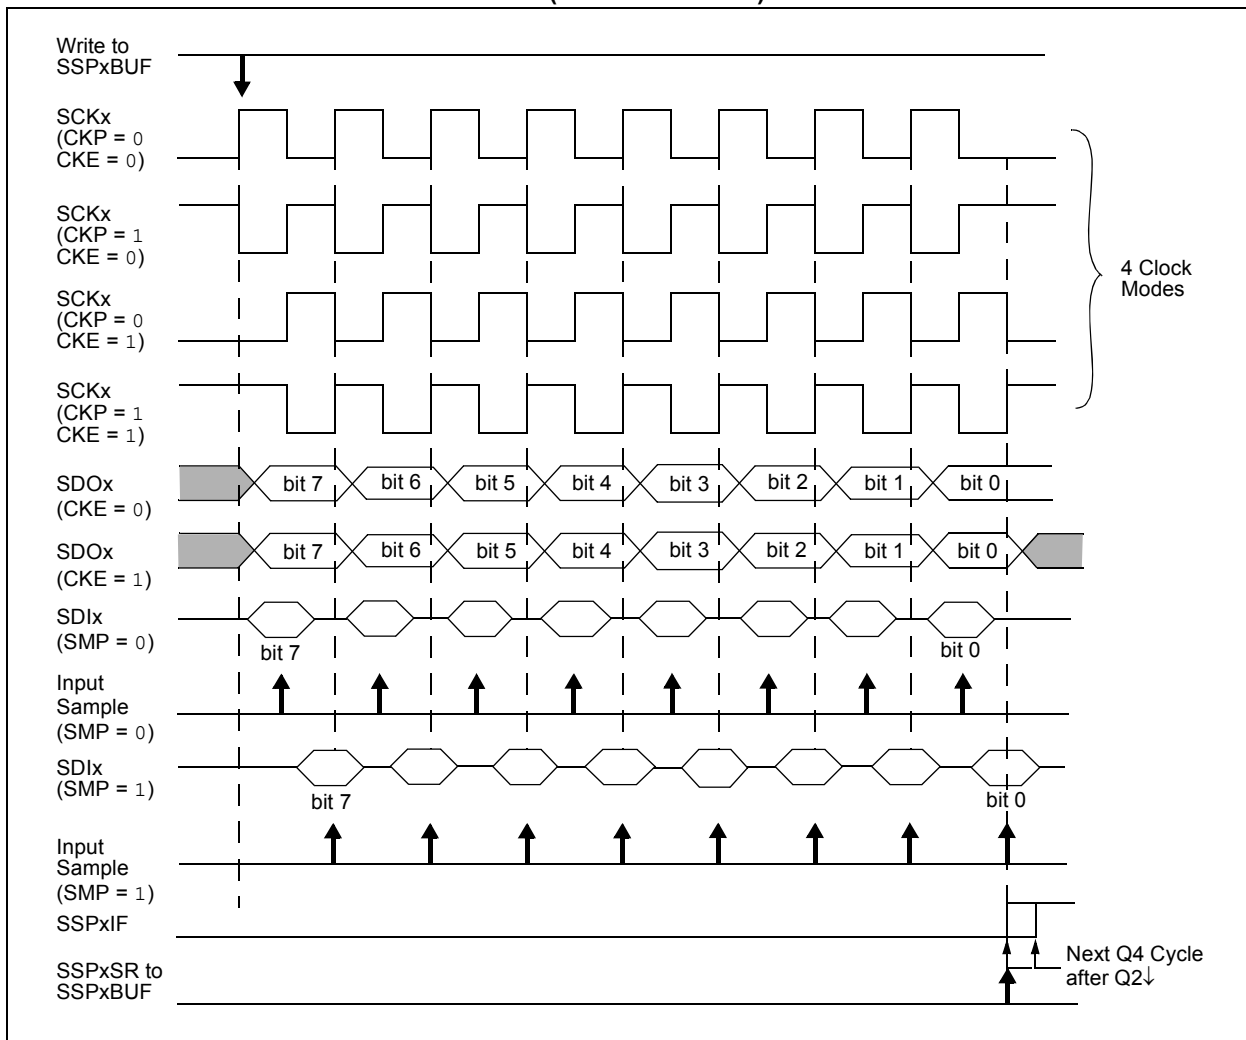 Write to
SSPxBUF
SCKx
(CKP = 0
CKE = 0)
SCKx
(CKP = 1
CKE = 0)
4 Clock
Modes
SCKx
(CKP = 0
CKE = 1)
SCKx
(CKP = 1
CKE = 1)
SDOx
(CKE = 0)
bit 7 bit 6 bit 5 bit 4 bit 3 bit 2 bit 1 bit 0
SDOx
(CKE = 1)
bit 7 bit 6 bit 5 bit 4 bit 3 bit 2 bit 1 bit 0
SDIx
(SMP = 0)
bit 7 bit 0
Input
Sample
(SMP = 0)
SDIx
(SMP = 1)
bit 7 bit 0
Input
Sample
(SMP = 1)
SSPxIF
SSPxSR to
SSPxBUF
Next Q4 Cycle
after Q2↓